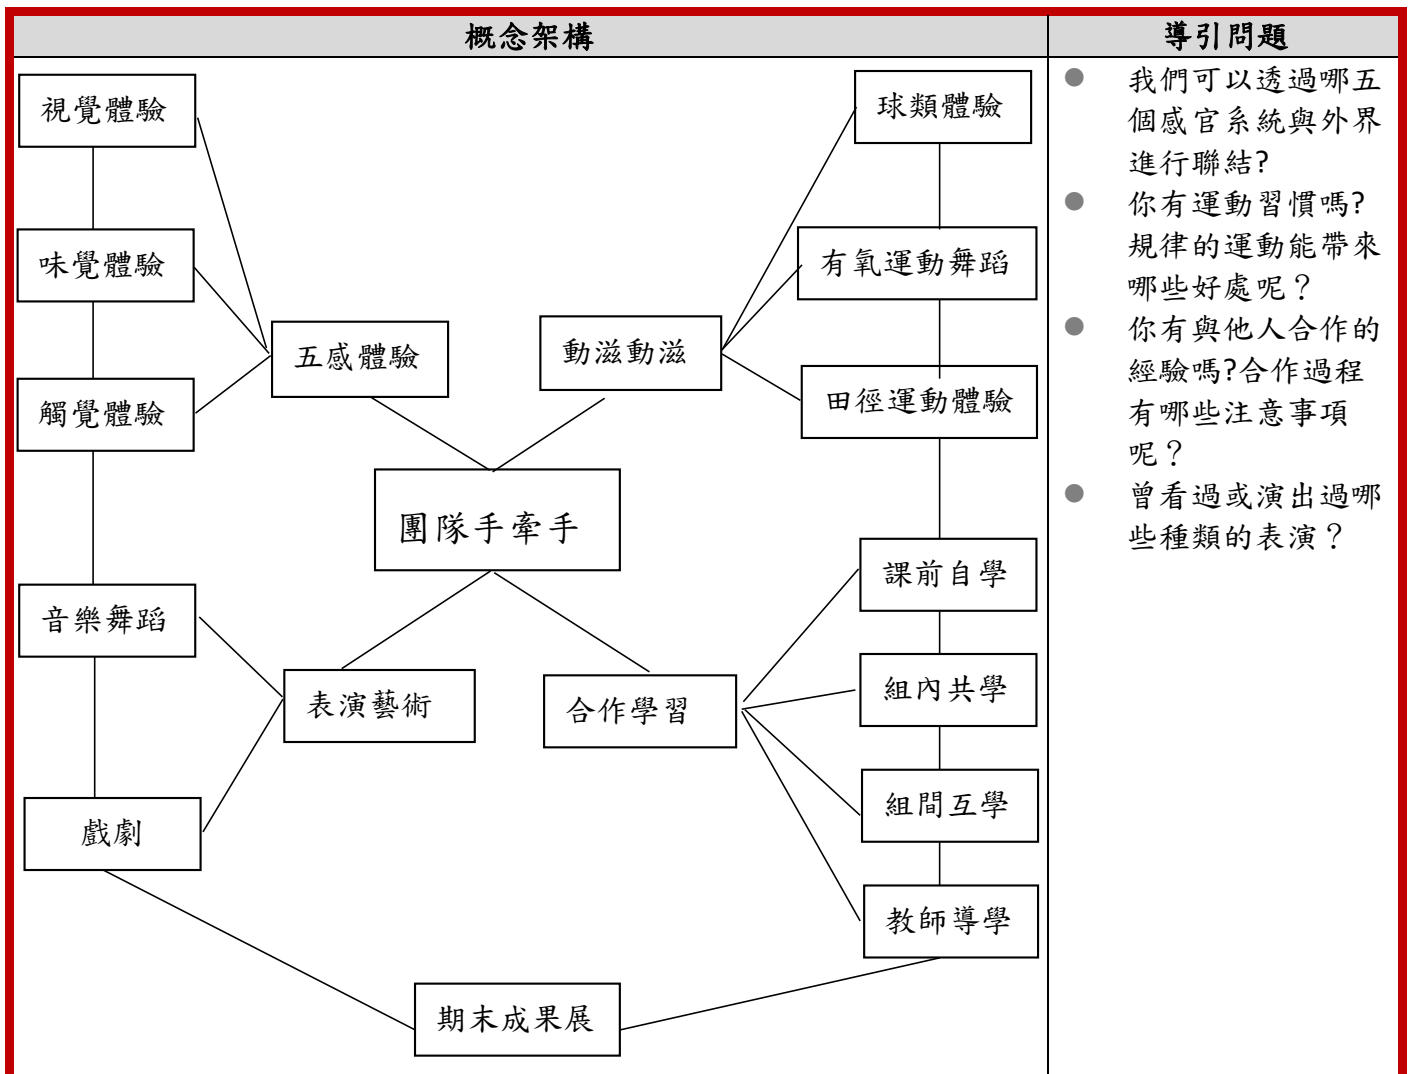 概念架構
導引問題
視覺體驗
味覺體驗
觸覺體驗
五感體驗
球類體驗
有氧運動舞蹈
田徑運動體驗
動滋動滋
團隊手牽手
音樂舞蹈
戲劇
表演藝術
合作學習
課前自學
組內共學
組間互學
教師導學
期末成果展
● 我們可以透過哪五
個感官系統與外界
進行聯結?
● 你有運動習慣嗎?
規律的運動能帶來
哪些好處呢？
● 你有與他人合作的
經驗嗎?合作過程
有哪些注意事項
呢？
● 曾看過或演出過哪
些種類的表演？